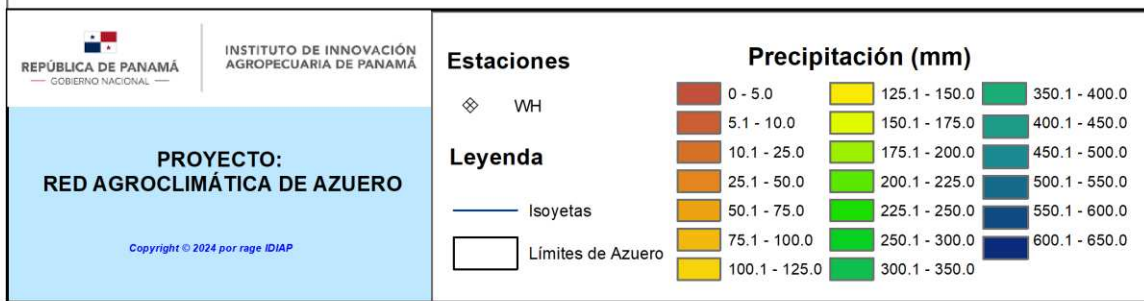 REPÚBLICA DE PANAMÁ
— GOBIERNO NACIONAL —
INSTITUTO DE INNOVACIÓN
AGROPECUARIA DE PANAMÁ
PROYECTO:
RED AGROCLIMÁTICA DE AZUERO
Copyright © 2024 por rage IDIAP
Estaciones
WH
Leyenda
Isoyetas
Límites de Azuero
Precipitación (mm)
0 - 5.0
5.1 - 10.0
10.1 - 25.0
25.1 - 50.0
50.1 - 75.0
75.1 - 100.0
100.1 - 125.0
125.1 - 150.0
150.1 - 175.0
175.1 - 200.0
200.1 - 225.0
225.1 - 250.0
250.1 - 300.0
300.1 - 350.0
350.1 - 400.0
400.1 - 450.0
450.1 - 500.0
500.1 - 550.0
550.1 - 600.0
600.1 - 650.0